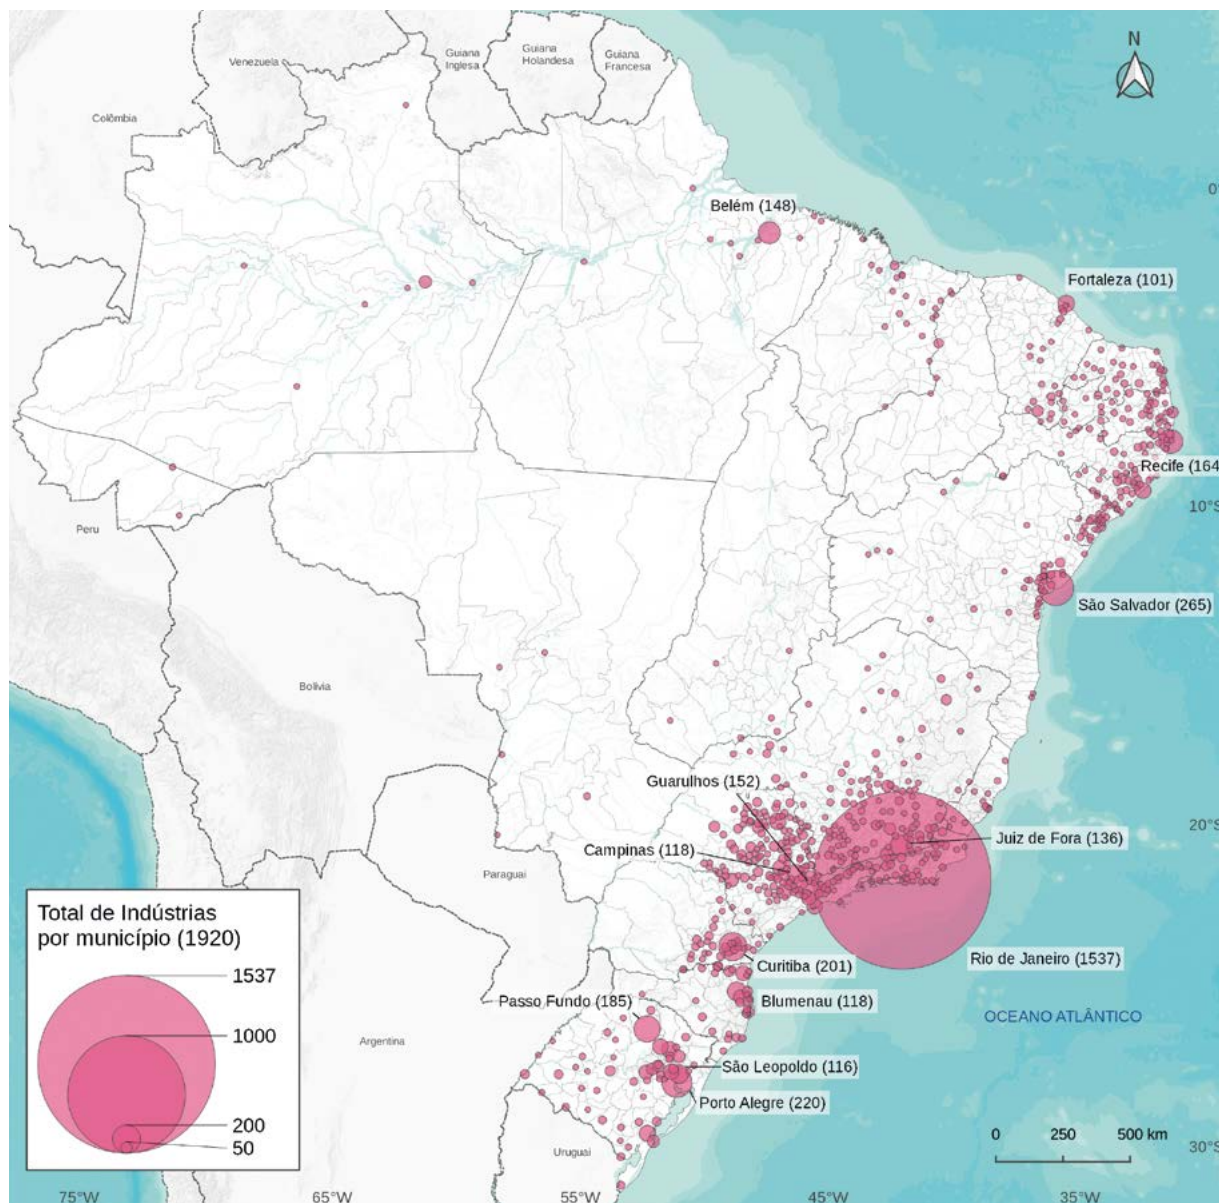 N
Venezuela
Guiana
Inglesa
Guiana
Holandesa
Guiana
Francesa
Colômbia
0°
Belém (148)
Fortaleza (101)
Recife (164
Peru
10°S
São Salvador (265)
Bolivia
Guarulhos (152)
Juiz de Fora (136)
20°S
Campinas (118)
Paraguai
Total de Indústrias
por município (1920)
1537
1000
200
50
Curitiba (201)
Rio de Janeiro (1537)
Passo Fundo (185)
Blumenau (118)
OCEANO ATLÂNTICO
Argentina
São Leopoldo (116)
Porto Alegre (220)
0 250 500 km
Uruguai
30°S
75°W 65°W 55°W 45°W 35°W